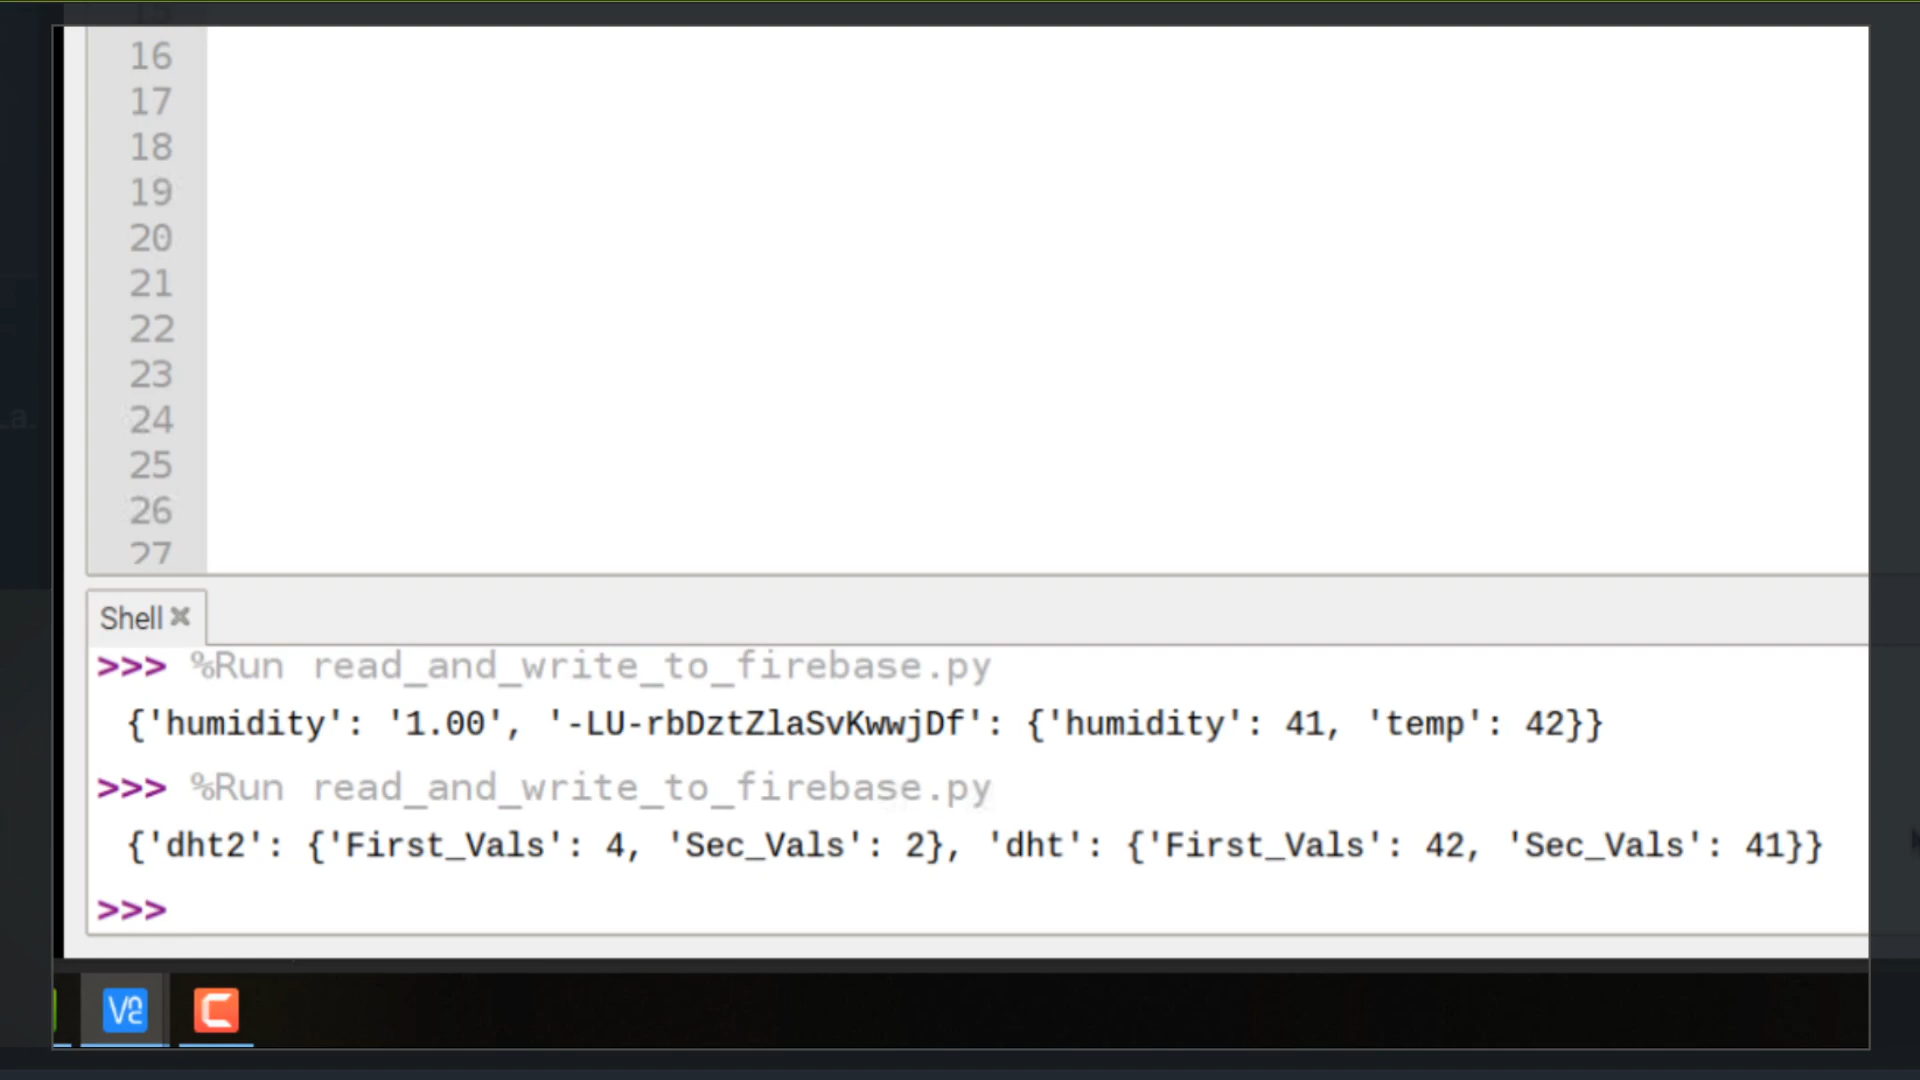 16
17
18
19
20
21
22
23
24
25
26
27
Shell
>>> %Run read_and_write_to_firebase.py
{'humidity': '1.00', '-LU-rbDztZlaSvKwwjDf': {'humidity': 41, 'temp': 42}}
>>> %Run read_and_write_to_firebase.py
{'dht2': {'First_Vals': 4, 'Sec_Vals': 2}, 'dht': {'First_Vals': 42, 'Sec_Vals': 41}}
>>>